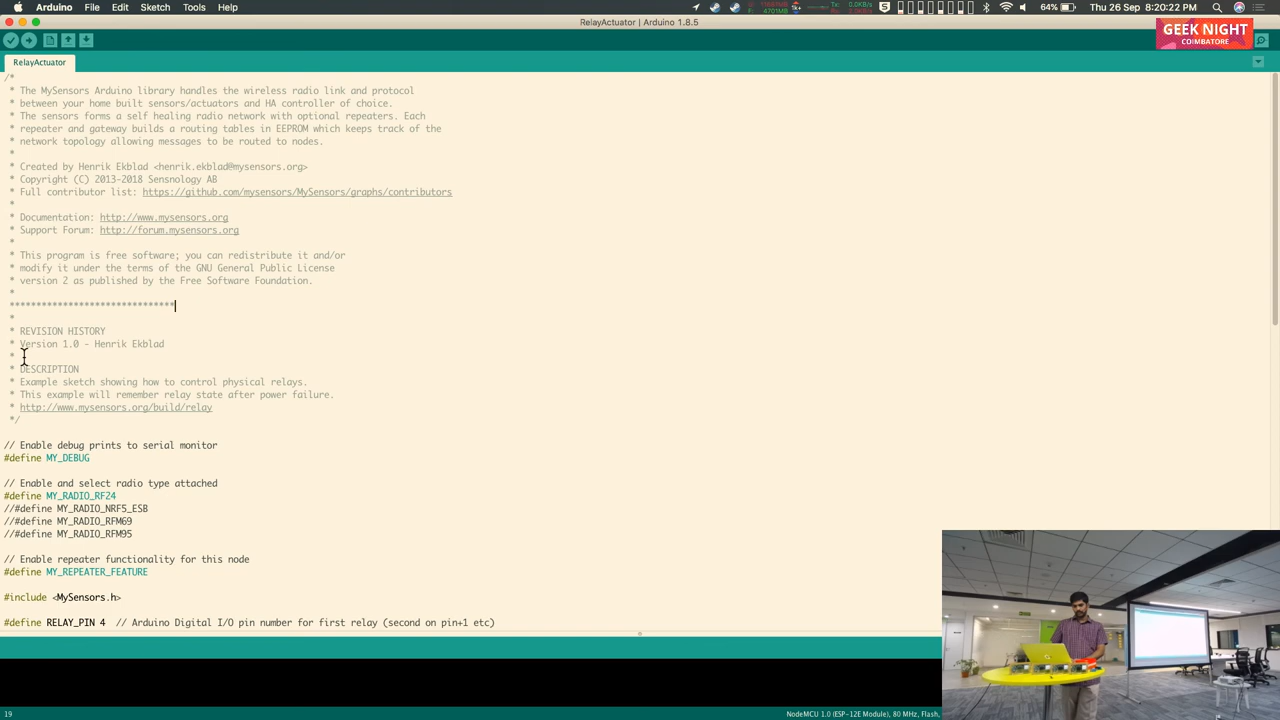 Arduino File Edit Sketch Tools Help
64% Thu 26 Sep 8:20:22 PM
RelayActuator | Arduino 1.8.5
GEEK NIGHT
COIMBATORE
RelayActuator
/*
* The MySensors Arduino library handles the wireless radio link and protocol
* between your home built sensors/actuators and HA controller of choice.
* The sensors forms a self healing radio network with optional repeaters. Each
* repeater and gateway builds a routing tables in EEPROM which keeps track of the
* network topology allowing messages to be routed to nodes.
*
* Created by Henrik Ekblad <henrik.ekblad@mysensors.org>
* Copyright (C) 2013-2018 Sensnology AB
* Full contributor list: https://github.com/mysensors/MySensors/graphs/contributors
*
* Documentation: http://www.mysensors.org
* Support Forum: http://forum.mysensors.org
*
* This program is free software; you can redistribute it and/or
* modify it under the terms of the GNU General Public License
* version 2 as published by the Free Software Foundation.
*
*******************************
*
* REVISION HISTORY
* Version 1.0 - Henrik Ekblad
*
* DESCRIPTION
* Example sketch showing how to control physical relays.
* This example will remember relay state after power failure.
* http://www.mysensors.org/build/relay
*/
// Enable debug prints to serial monitor
#define MY_DEBUG
// Enable and select radio type attached
#define MY_RADIO_RF24
//#define MY_RADIO_NRF5_ESB
//#define MY_RADIO_RFM69
//#define MY_RADIO_RFM95
// Enable repeater functionality for this node
#define MY_REPEATER_FEATURE
#include <MySensors.h>
#define RELAY_PIN 4 // Arduino Digital I/O pin number for first relay (second on pin+1 etc)
19
NodeMCU 1.0 (ESP-12E Module), 80 MHz, Flash,